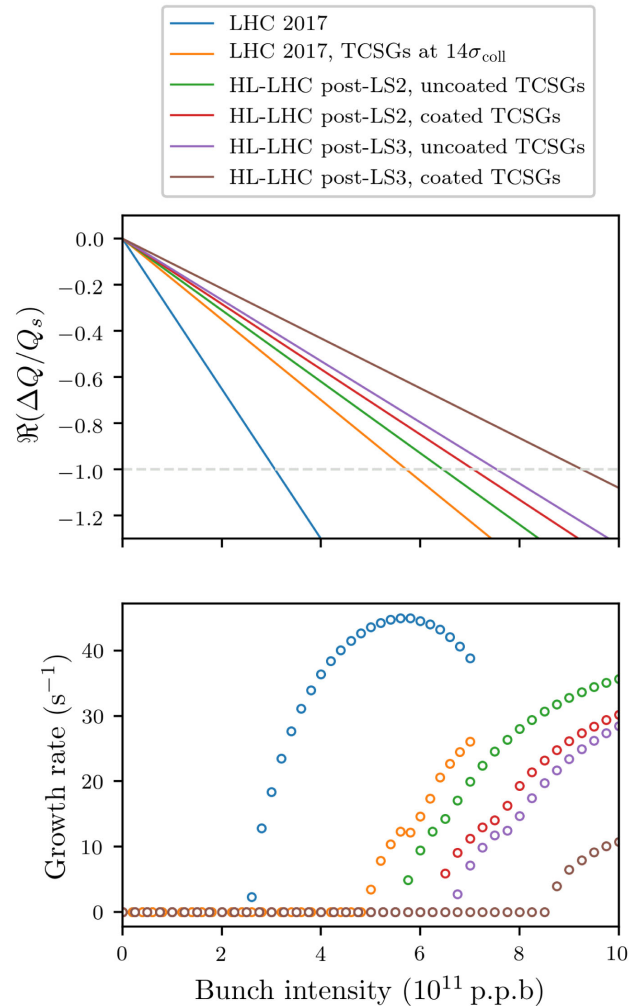 LHC 2017
LHC 2017, TCSGs at 14σcoll
HL-LHC post-LS2, uncoated TCSGs
HL-LHC post-LS2, coated TCSGs
HL-LHC post-LS3, uncoated TCSGs
HL-LHC post-LS3, coated TCSGs
0.0
−0.2
−0.4
−0.6
−0.8
−1.0
−1.2
ℜ(ΔQ/Qs)
40
30
20
10
0
Growth rate (s⁻¹)
0 2 4 6 8 10
Bunch intensity (10¹¹ p.p.b)